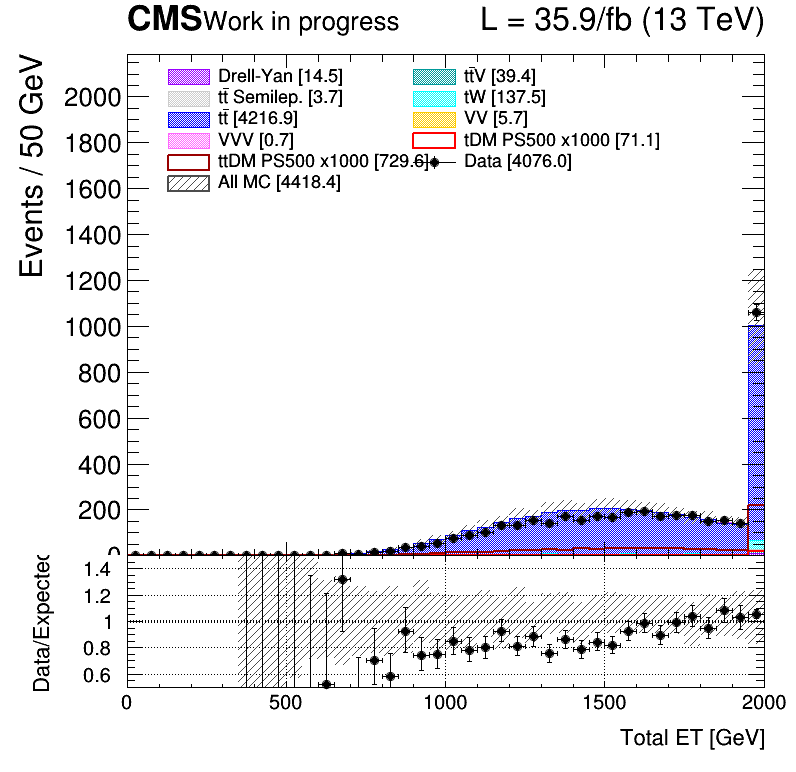 CMS Work in progress L = 35.9/fb (13 TeV)
Events / 50 GeV
Drell-Yan [14.5] tt̄V [39.4]
tt̄ Semilep. [3.7] tW [137.5]
tt̄ [4216.9] VV [5.7]
VVV [0.7] tDM PS500 x1000 [71.1]
ttDM PS500 x1000 [729.6] Data [4076.0]
All MC [4418.4]
2000
1800
1600
1400
1200
1000
800
600
400
200
0
Data/Expected
1.4
1.2
1
0.8
0.6
0 500 1000 1500 2000
Total ET [GeV]